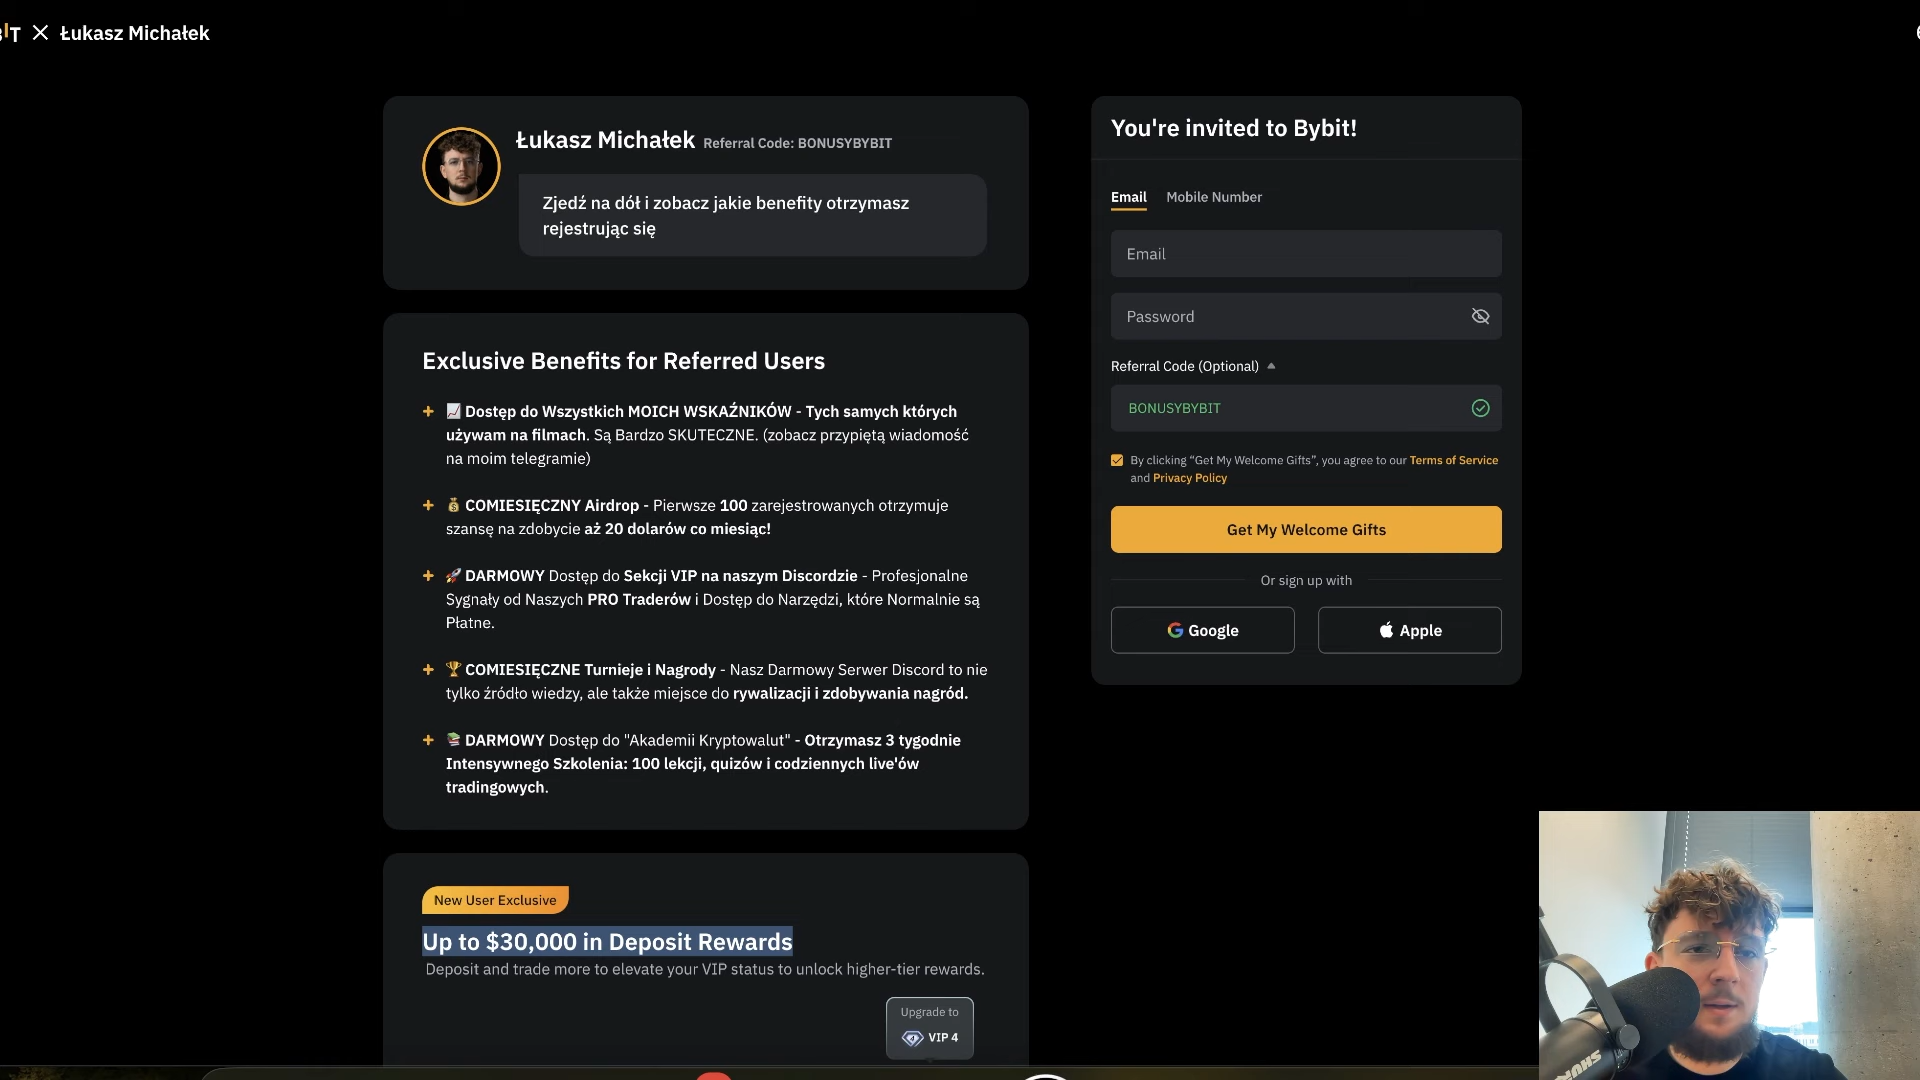 Łukasz Michałek
Łukasz Michałek Referral Code: BONUSYBYBIT
Zjedź na dół i zobacz jakie benefity otrzymasz
rejestrując się
Exclusive Benefits for Referred Users
Dostęp do Wszystkich MOICH WSKAŹNIKÓW - Tych samych których
używam na filmach. Są Bardzo SKUTECZNE. (zobacz przypiętą wiadomość
na moim telegramie)
COMIESIĘCZNY Airdrop - Pierwsze 100 zarejestrowanych otrzymuje
szansę na zdobycie aż 20 dolarów co miesiąc!
DARMOWY Dostęp do Sekcji VIP na naszym Discordzie - Profesjonalne
Sygnały od Naszych PRO Traderów i Dostęp do Narzędzi, które Normalnie są
Płatne.
COMIESIĘCZNE Turnieje i Nagrody - Nasz Darmowy Serwer Discord to nie
tylko źródło wiedzy, ale także miejsce do rywalizacji i zdobywania nagród.
DARMOWY Dostęp do "Akademii Kryptowalut" - Otrzymasz 3 tygodnie
Intensywnego Szkolenia: 100 lekcji, quizów i codziennych live'ów
tradingowych.
New User Exclusive
Up to $30,000 in Deposit Rewards
Deposit and trade more to elevate your VIP status to unlock higher-tier rewards.
Upgrade to
VIP 4
You're invited to Bybit!
Email Mobile Number
Email
Password
Referral Code (Optional)
BONUSYBYBIT
By clicking “Get My Welcome Gifts”, you agree to our Terms of Service
and Privacy Policy
Get My Welcome Gifts
Or sign up with
Google
Apple